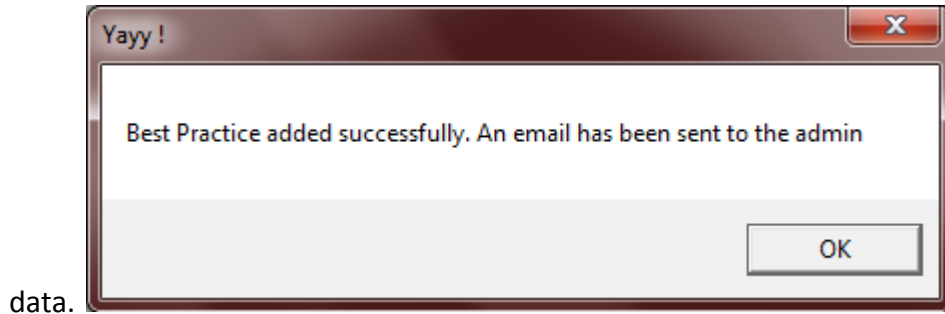 Yayy !
Best Practice added successfully. An email has been sent to the admin
OK
data.